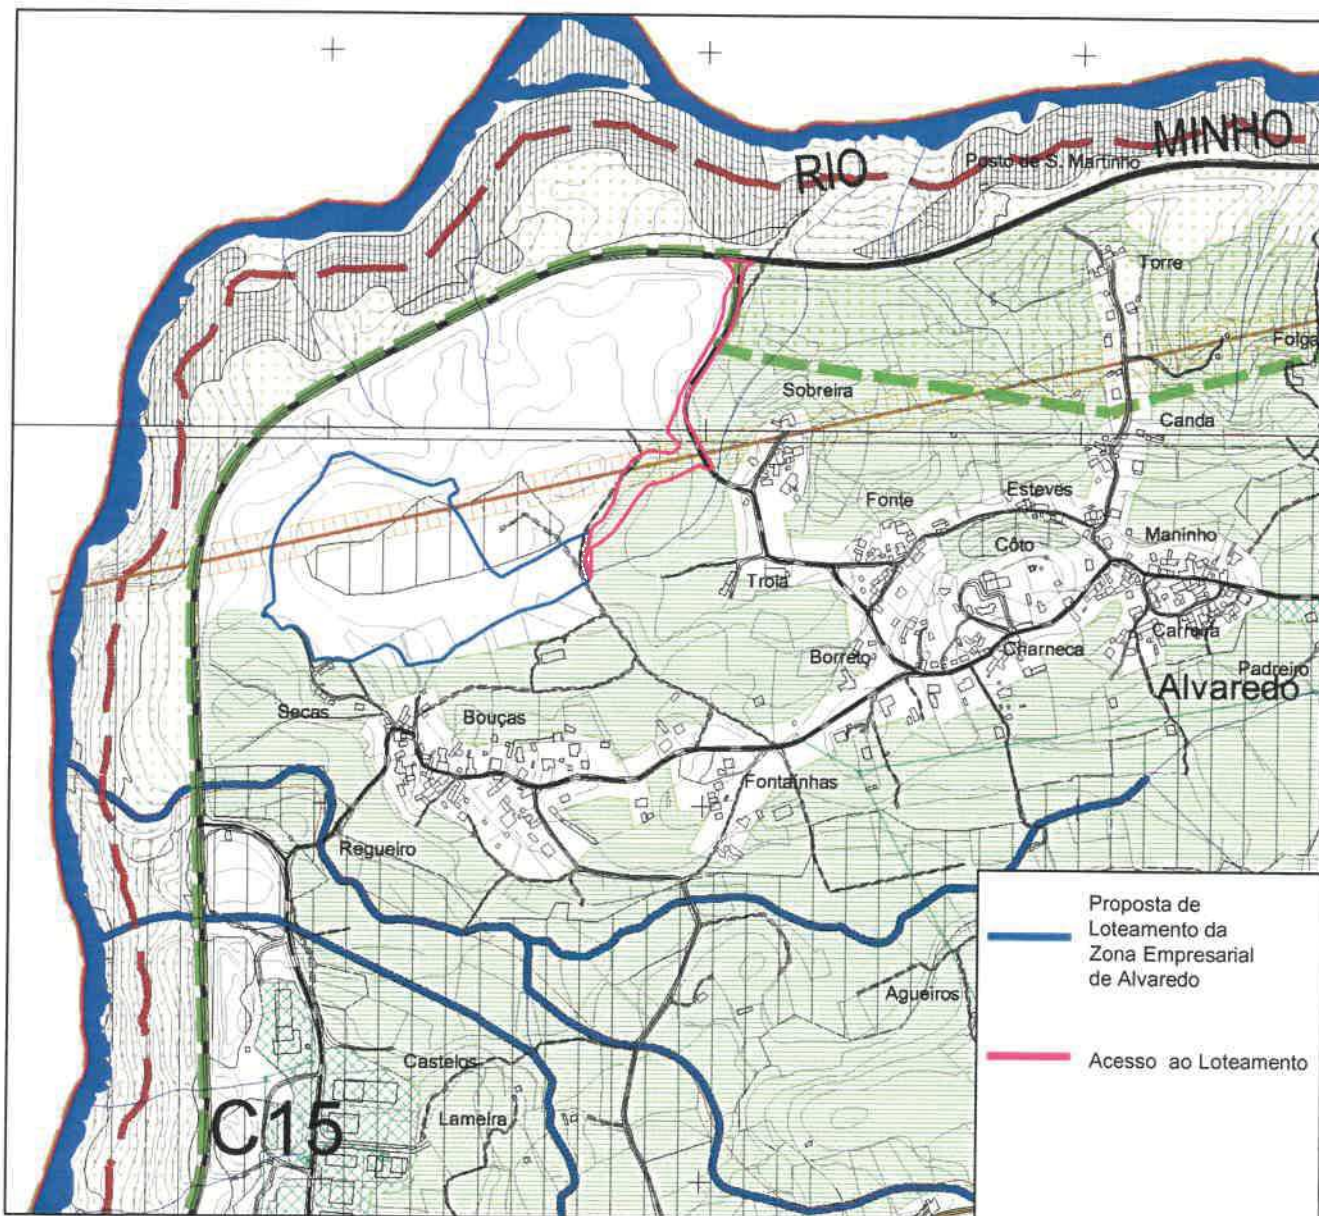 RIO
MINHO
Posto de S. Martinho
Torre
Folga
Sobreira
Canda
Fonte
Esteves
Côto
Maninho
Troia
Carreira
Borreto
Charneca
Padreiro
Alvaredo
Secas
Bouças
Fontainhas
Regueiro
Agueiros
Castelos
Lameira
C15
Proposta de
Loteamento da
Zona Empresarial
de Alvaredo
Acesso ao Loteamento